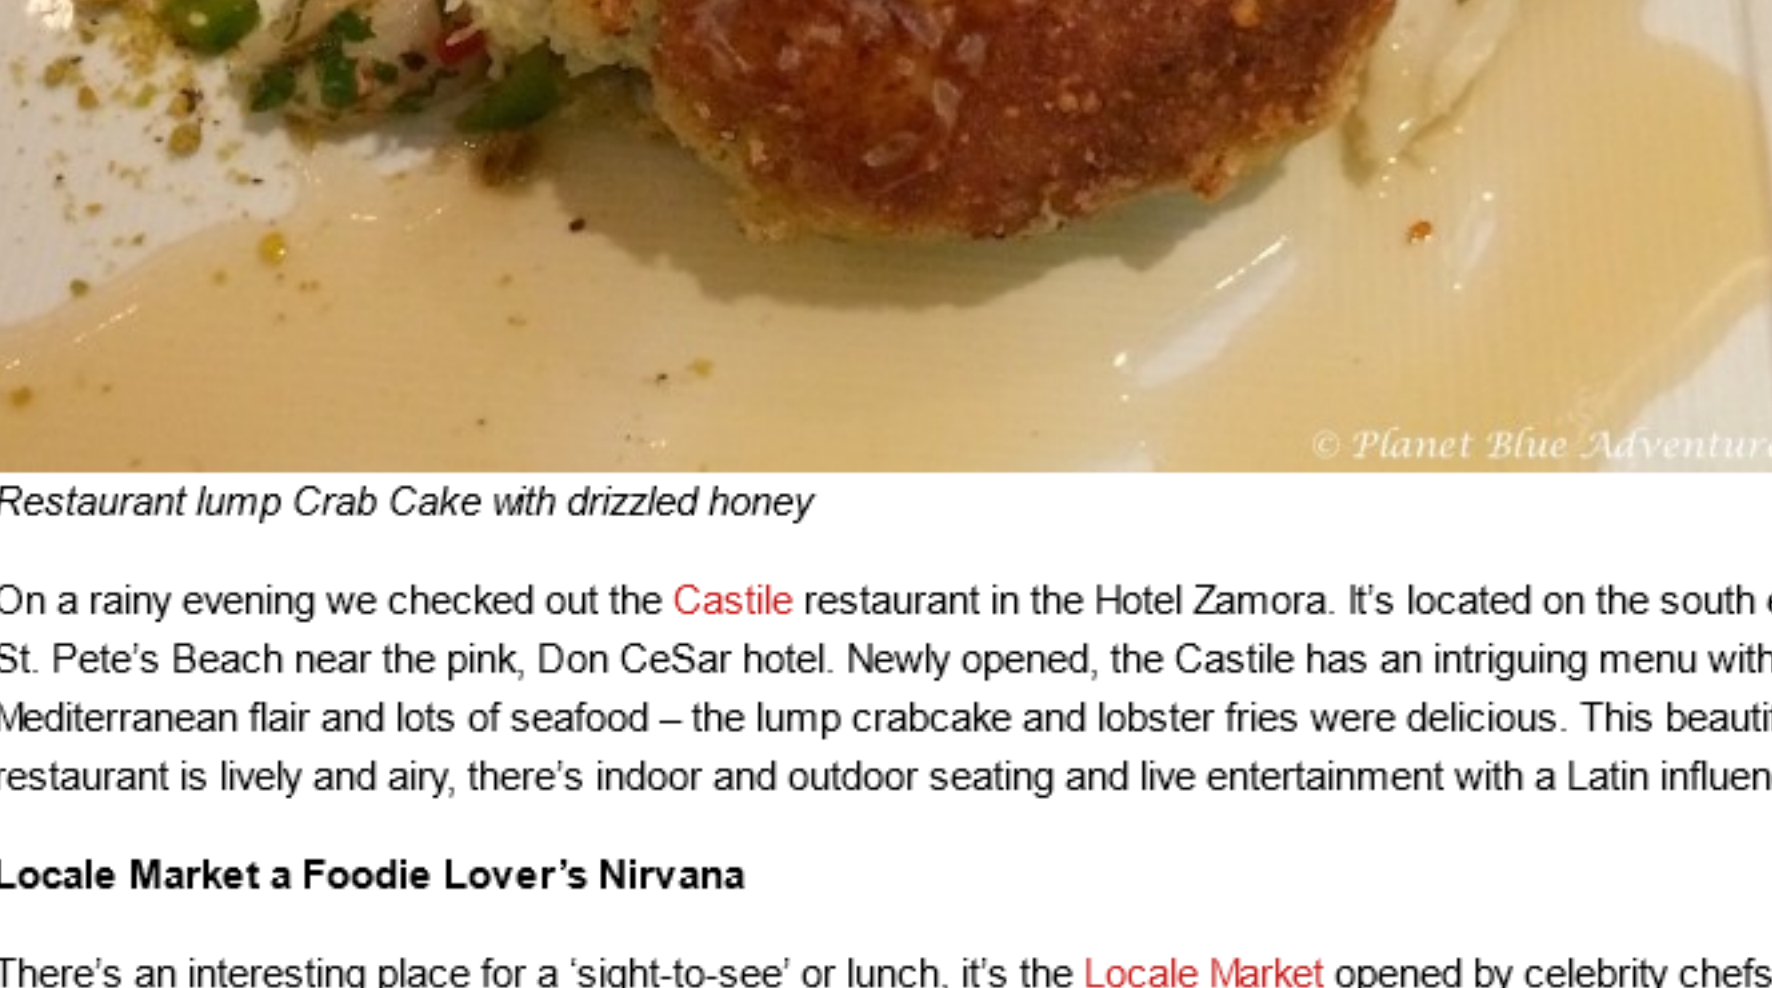 © Planet Blue Adventure
Restaurant lump Crab Cake with drizzled honey
On a rainy evening we checked out the Castile restaurant in the Hotel Zamora. It’s located on the south
St. Pete’s Beach near the pink, Don CeSar hotel. Newly opened, the Castile has an intriguing menu with
Mediterranean flair and lots of seafood – the lump crabcake and lobster fries were delicious. This beautif
restaurant is lively and airy, there’s indoor and outdoor seating and live entertainment with a Latin influen
Locale Market a Foodie Lover’s Nirvana
There’s an interesting place for a ‘sight-to-see’ or lunch, it’s the Locale Market opened by celebrity chefs